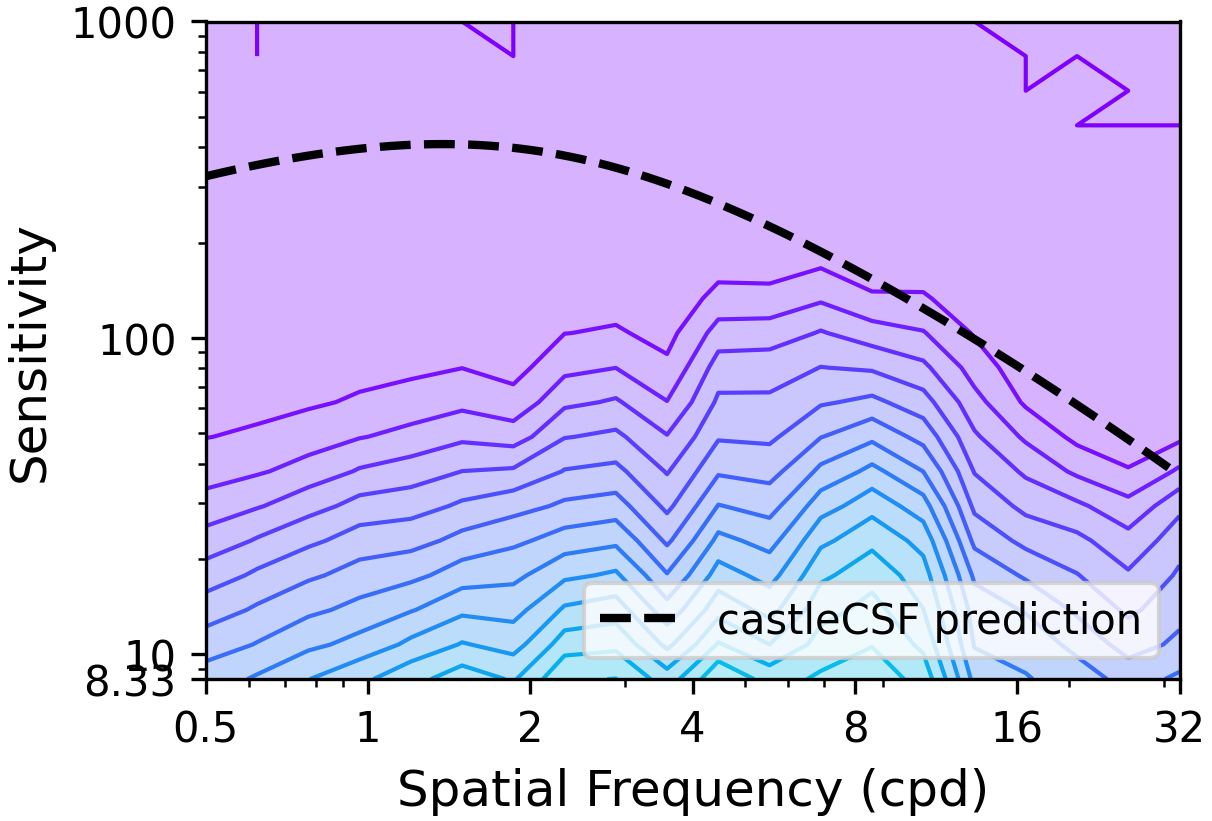 1000
100
10
8.33
Sensitivity
castleCSF prediction
0.5 1 2 4 8 16 32
Spatial Frequency (cpd)